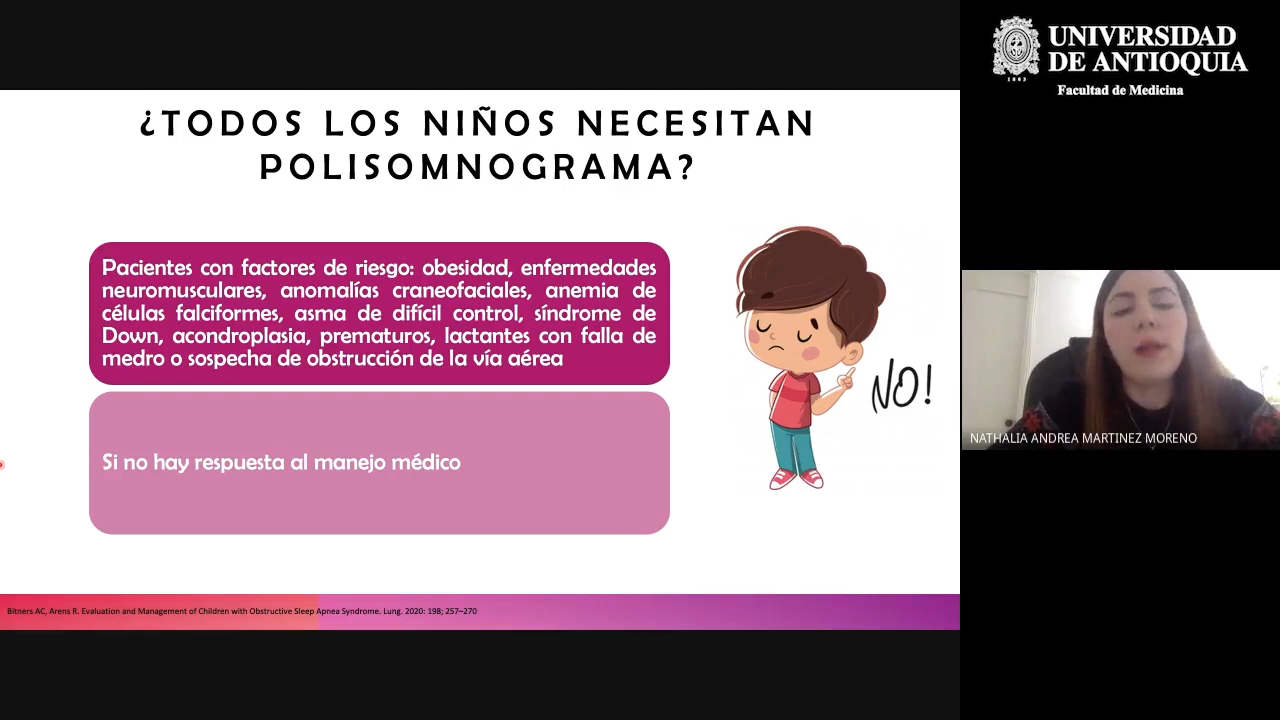 UNIVERSIDAD
DE ANTIOQUIA
1803
Facultad de Medicina
¿TODOS LOS NIÑOS NECESITAN
POLISOMNOGRAMA?
Pacientes con factores de riesgo: obesidad, enfermedades
neuromusculares, anomalías craneofaciales, anemia de
células falciformes, asma de difícil control, síndrome de
Down, acondroplasia, prematuros, lactantes con falla de
medro o sospecha de obstrucción de la vía aérea
NO!
Si no hay respuesta al manejo médico
NATHALIA ANDREA MARTINEZ MORENO
Bitners AC, Arens R. Evaluation and Management of Children with Obstructive Sleep Apnea Syndrome. Lung. 2020: 198; 257–270